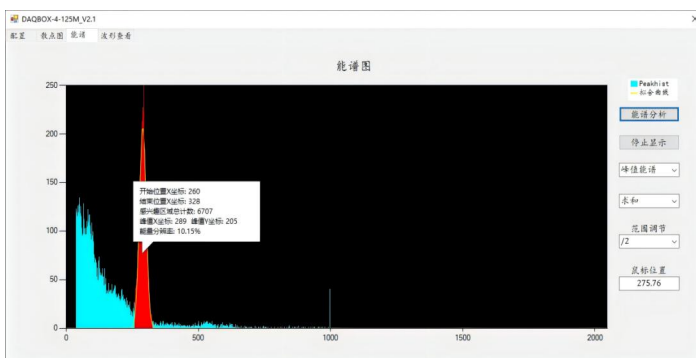 DAQBOX-4-125M_V2.1
配置 散点图 能谱 波形查看
能谱图
Peakhist
拟合曲线
能谱分析
停止显示
峰值能谱
求和
范围调节
/2
鼠标位置
275.76
250
200
150
100
50
0
开始位置X坐标: 260
结束位置X坐标: 328
感兴趣区域总计数: 6707
峰值X坐标: 289 峰值Y坐标: 205
能量分辨率: 10.15%
0 500 1000 1500 2000